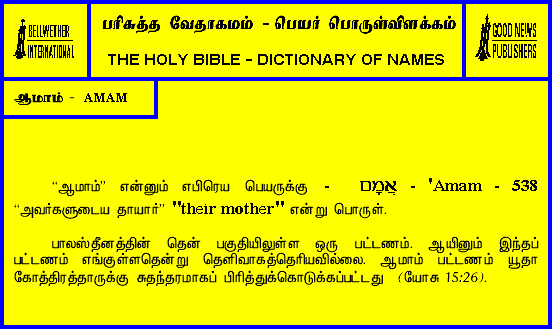 BELLWETHER
INTERNATIONAL
பரிசுத்த வேதாகமம் - பெயர் பொருள்விளக்கம்
THE HOLY BIBLE - DICTIONARY OF NAMES
GOOD NEWS
PUBLISHERS
ஆமாம் - AMAM
“ஆமாம்” என்னும் எபிரெய பெயருக்கு - אֲמָם - 'Amam - 538
“அவர்களுடைய தாயார்” "their mother" என்று பொருள்.
பாலஸ்தீனத்தின் தென் பகுதியிலுள்ள ஒரு பட்டணம். ஆயினும் இந்தப்
பட்டணம் எங்குள்ளதென்று தெளிவாகத்தெரியவில்லை. ஆமாம் பட்டணம் யூதா
கோத்திரத்தாருக்கு சுதந்தரமாகப் பிரித்துக்கொடுக்கப்பட்டது (யோசு 15:26).